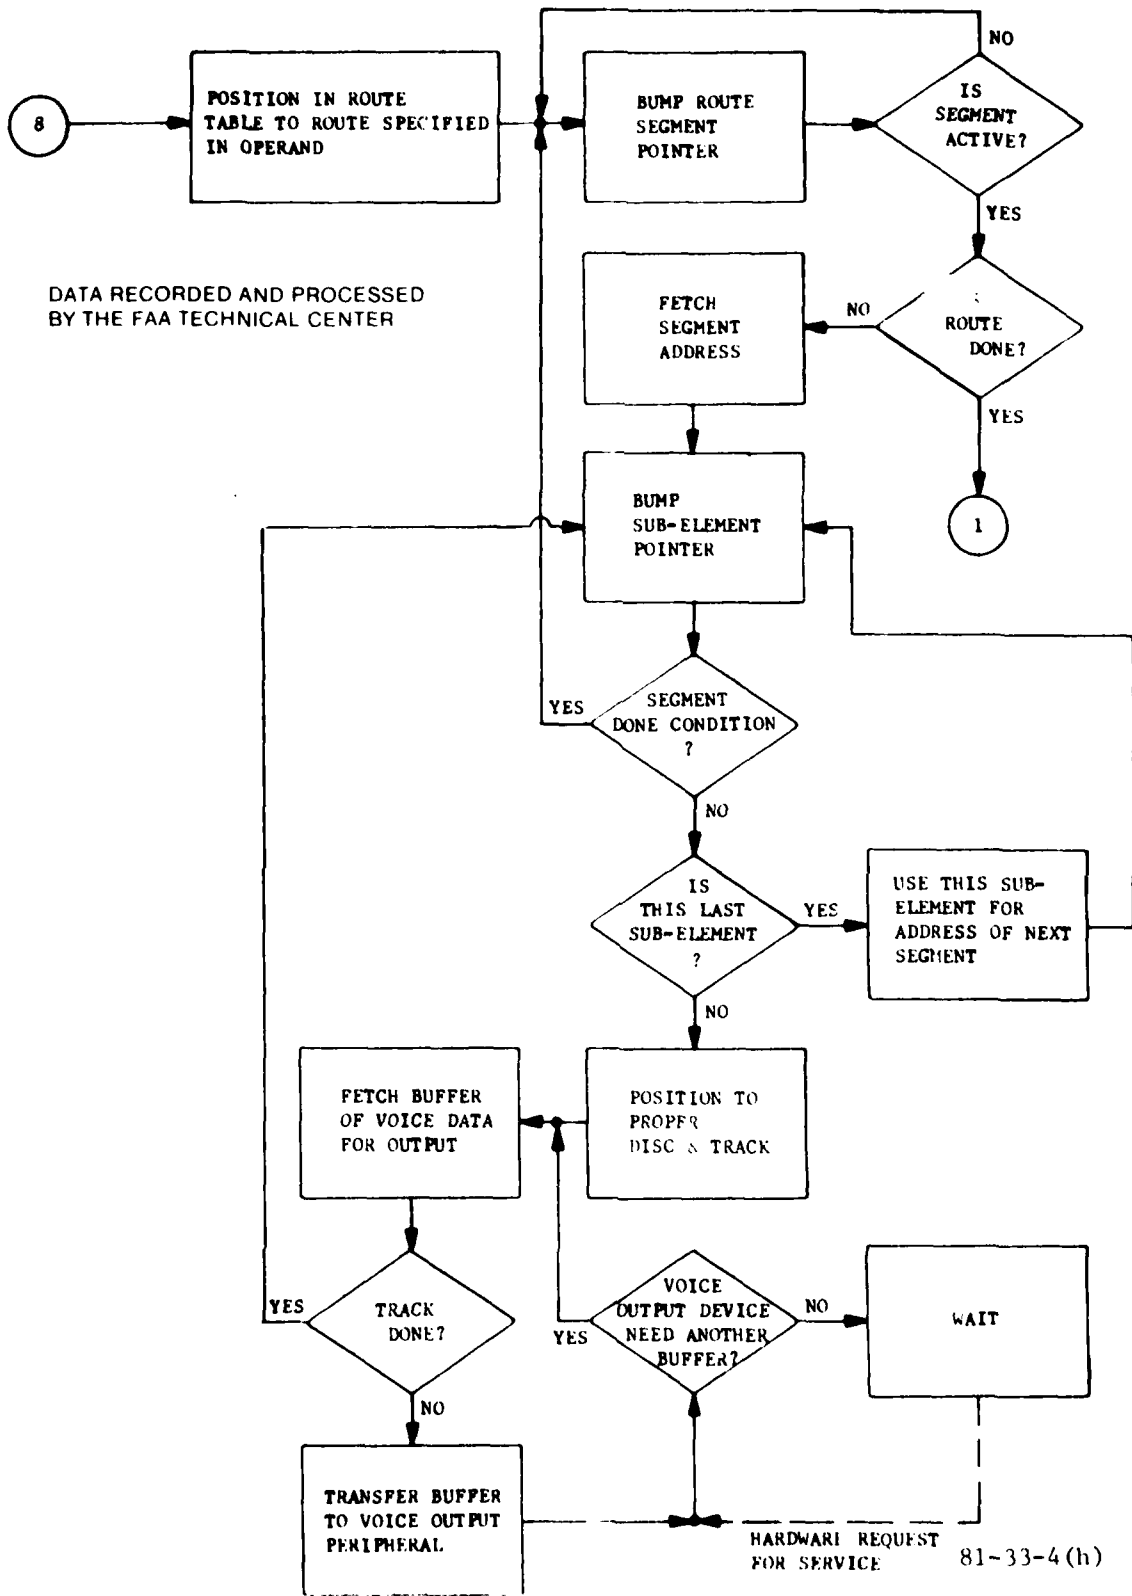 8
POSITION IN ROUTE
TABLE TO ROUTE SPECIFIED
IN OPERAND
BUMP ROUTE
SEGMENT
POINTER
NO
IS
SEGMENT
ACTIVE?
YES
DATA RECORDED AND PROCESSED
BY THE FAA TECHNICAL CENTER
FETCH
SEGMENT
ADDRESS
NO
ROUTE
DONE?
YES
1
BUMP
SUB-ELEMENT
POINTER
YES
SEGMENT
DONE CONDITION
?
NO
IS
THIS LAST
SUB-ELEMENT
?
YES
USE THIS SUB-
ELEMENT FOR
ADDRESS OF NEXT
SEGMENT
NO
FETCH BUFFER
OF VOICE DATA
FOR OUTPUT
POSITION TO
PROPER
DISC & TRACK
YES
TRACK
DONE?
NO
YES
VOICE
OUTPUT DEVICE
NEED ANOTHER
BUFFER?
NO
WAIT
TRANSFER BUFFER
TO VOICE OUTPUT
PERIPHERAL
HARDWARE REQUEST
FOR SERVICE
81-33-4(h)